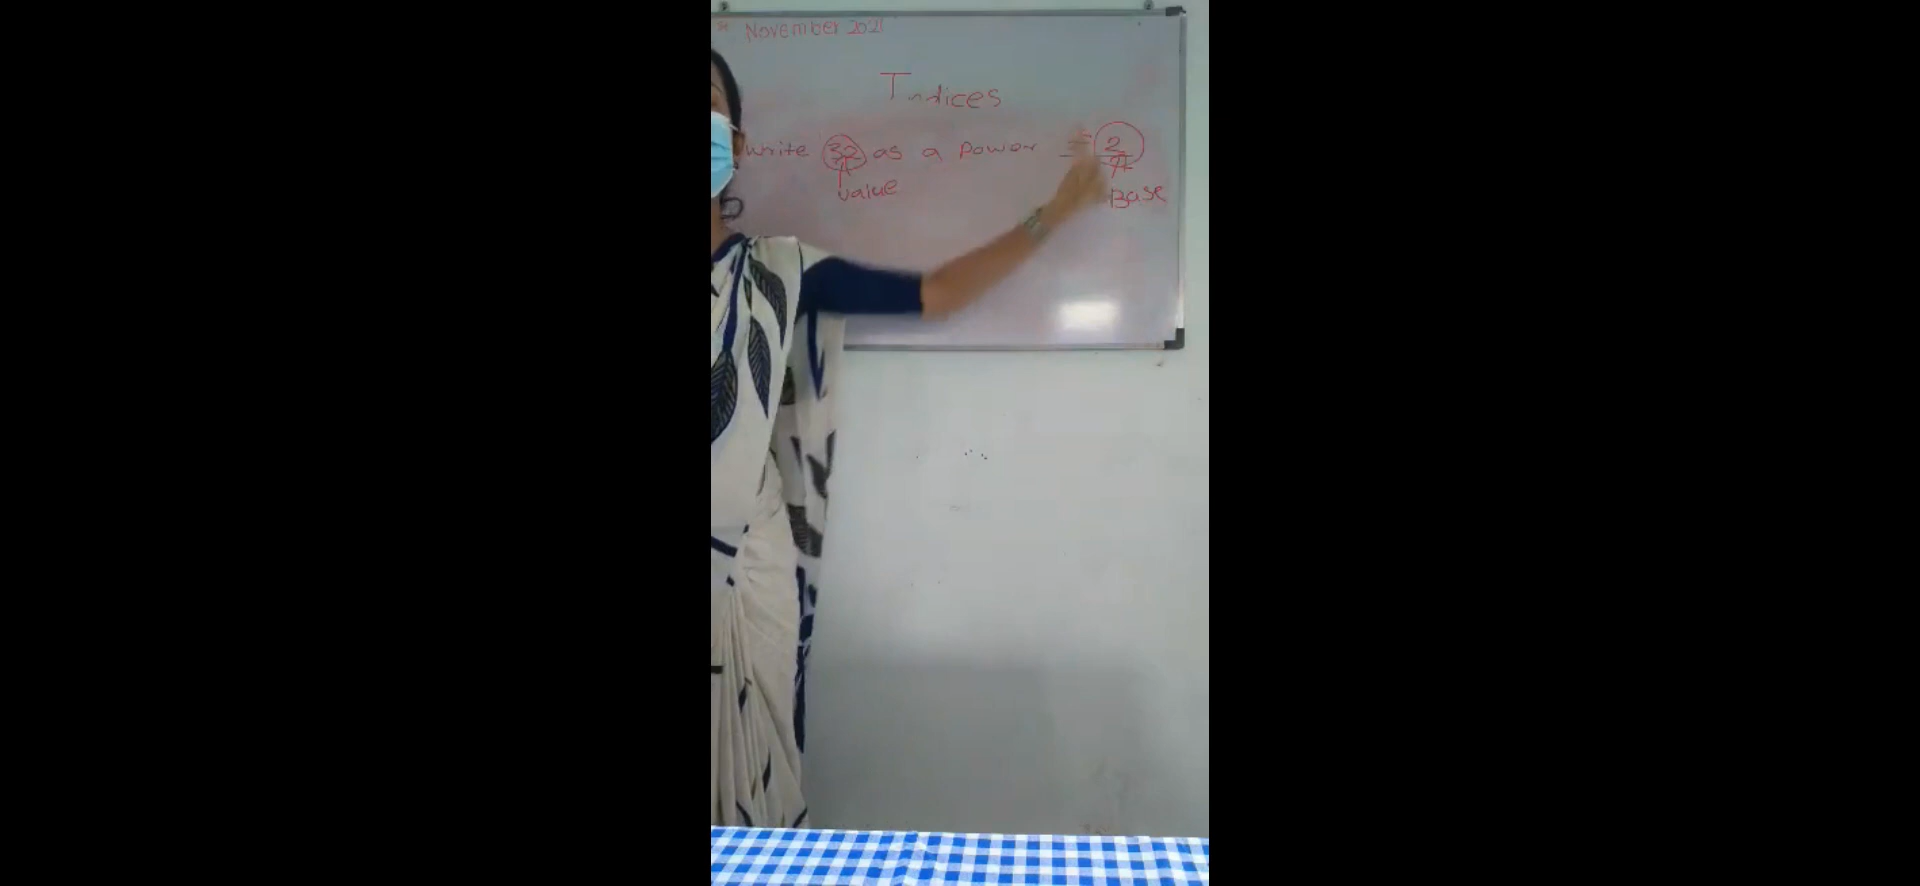 November 2021
Indices
write 32 as a power 2
value
Base